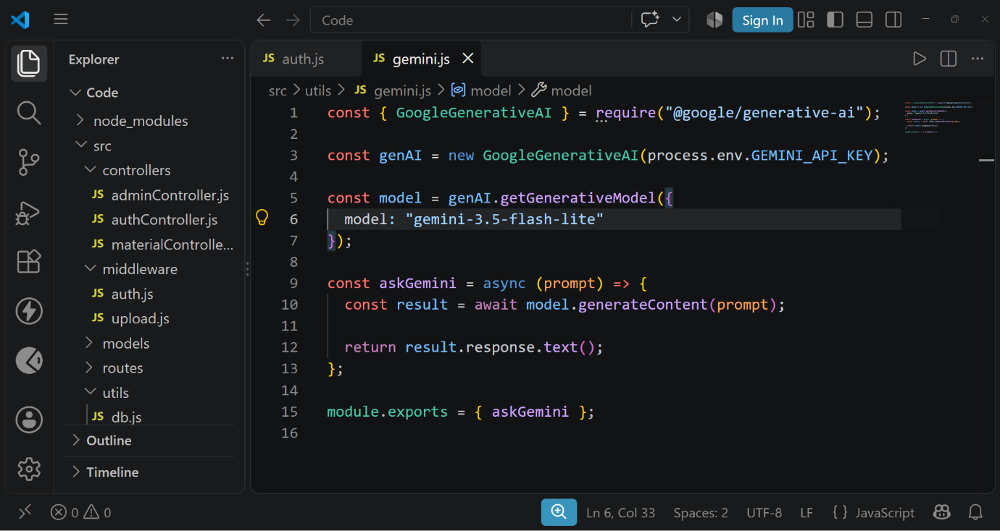 Code
Sign In
Explorer
Code
node_modules
src
controllers
JS adminController.js
JS authController.js
JS materialControlle...
middleware
JS auth.js
JS upload.js
models
routes
utils
JS db.js
Outline
Timeline
JS auth.js
JS gemini.js
src > utils > JS gemini.js > model > model
1 const { GoogleGenerativeAI } = require("@google/generative-ai");
2
3 const genAI = new GoogleGenerativeAI(process.env.GEMINI_API_KEY);
4
5 const model = genAI.getGenerativeModel({
6   model: "gemini-3.5-flash-lite"
7 });
8
9 const askGemini = async (prompt) => {
10   const result = await model.generateContent(prompt);
11
12   return result.response.text();
13 };
14
15 module.exports = { askGemini };
16
0 0
Ln 6, Col 33 Spaces: 2 UTF-8 LF { } JavaScript